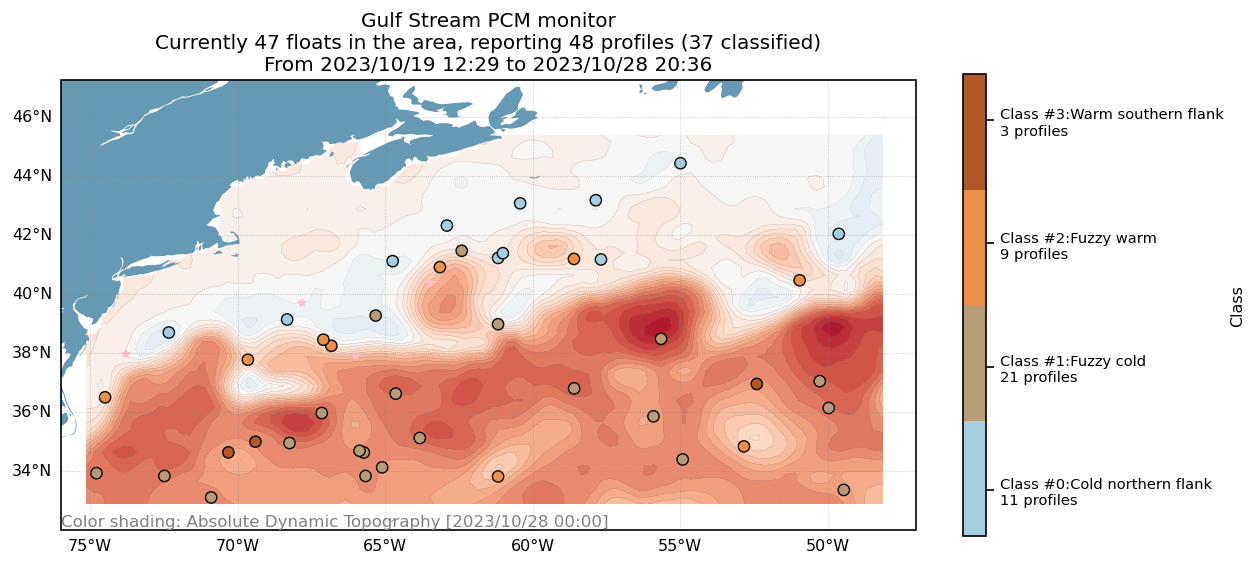 Gulf Stream PCM monitor
Currently 47 floats in the area, reporting 48 profiles (37 classified)
From 2023/10/19 12:29 to 2023/10/28 20:36
46°N
44°N
42°N
40°N
38°N
36°N
34°N
Color shading: Absolute Dynamic Topography [2023/10/28 00:00]
75°W
70°W
65°W
60°W
55°W
50°W
Class #3:Warm southern flank
3 profiles
Class #2:Fuzzy warm
9 profiles
Class #1:Fuzzy cold
21 profiles
Class #0:Cold northern flank
11 profiles
Class